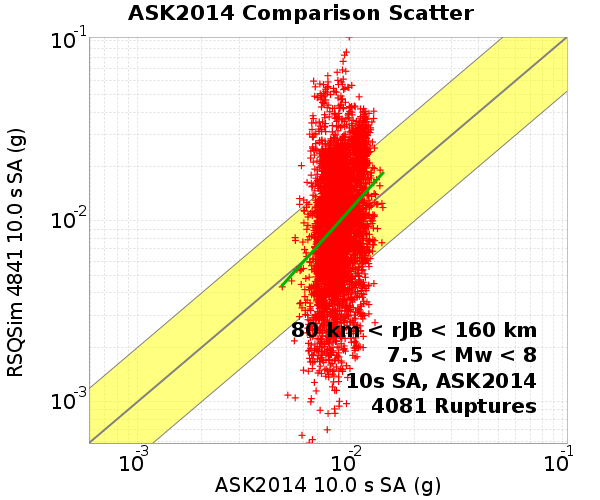 ASK2014 Comparison Scatter
RSQSim 4841 10.0 s SA (g)
10-1
10-2
10-3
80 km < rJB < 160 km
7.5 < Mw < 8
10s SA, ASK2014
4081 Ruptures
10-3 10-2 10-1
ASK2014 10.0 s SA (g)